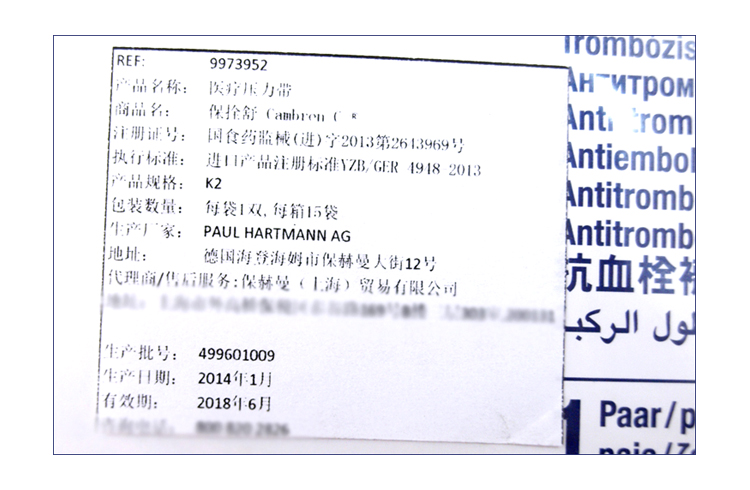 REF: 9973952
产品名称： 医疗压力带
商品名： 保拴舒 Cambren C ®
注册证号： 国食药监械(进)字2013第2643969号
执行标准： 进口产品注册标准YZB/GER 4948-2013
产品规格： K2
包装数量： 每袋1双,每箱15袋
生产厂家： PAUL HARTMANN AG
地址： 德国海登海姆市保赫曼大街12号
代理商/售后服务:保赫曼（上海）贸易有限公司
生产批号： 499601009
生产日期： 2014年1月
有效期： 2018年6月
800 820 2826
Trombózis
Антитром
Antitrom
Antiembol
Antitromb
Antitromb
抗血栓袜
لول الركبة
1 Paar/p